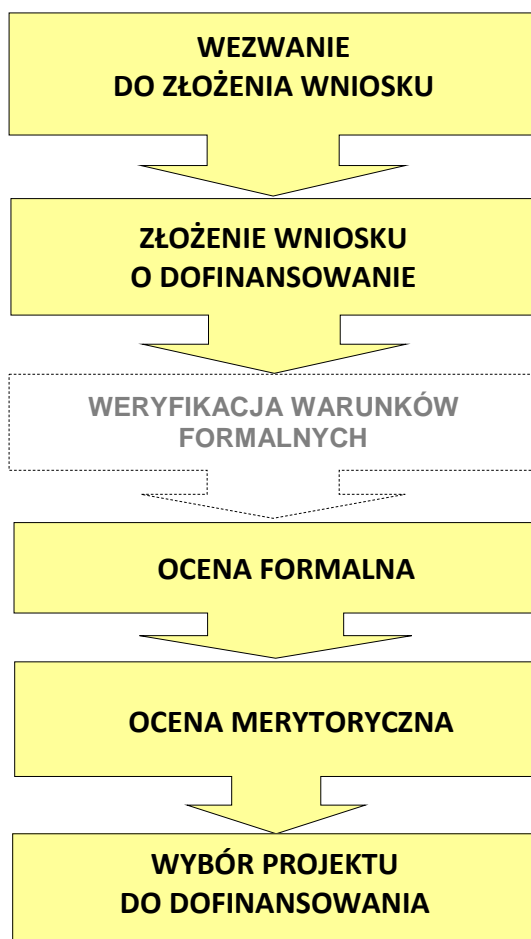 WEZWANIE
DO ZŁOŻENIA WNIOSKU
ZŁOŻENIE WNIOSKU
O DOFINANSOWANIE
WERYFIKACJA WARUNKÓW
FORMALNYCH
OCENA FORMALNA
OCENA MERYTORYCZNA
WYBÓR PROJEKTU
DO DOFINANSOWANIA